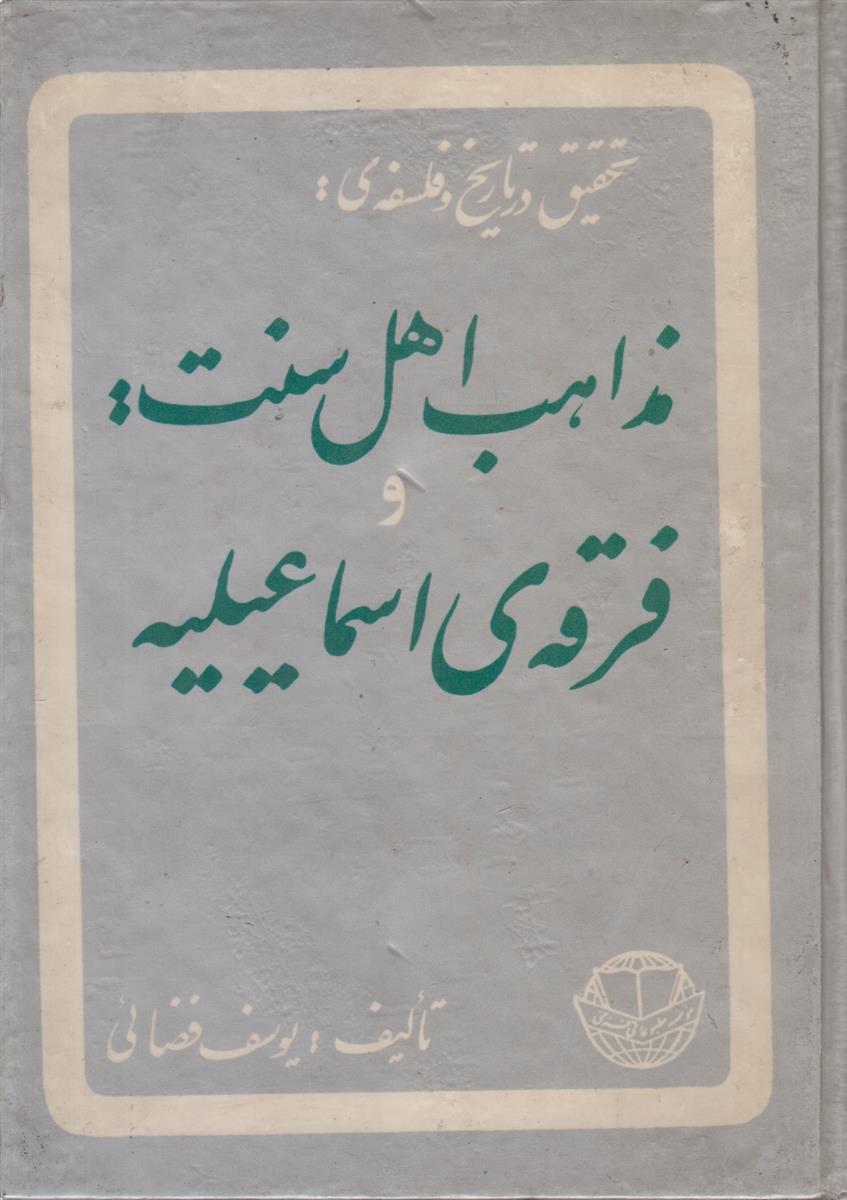 تحقیق در تاریخ و فلسفه‌ی :
مذاهب اهل سنت :
و
فرقه‌ی اسماعیلیه
تألیف : یوسف فضائی